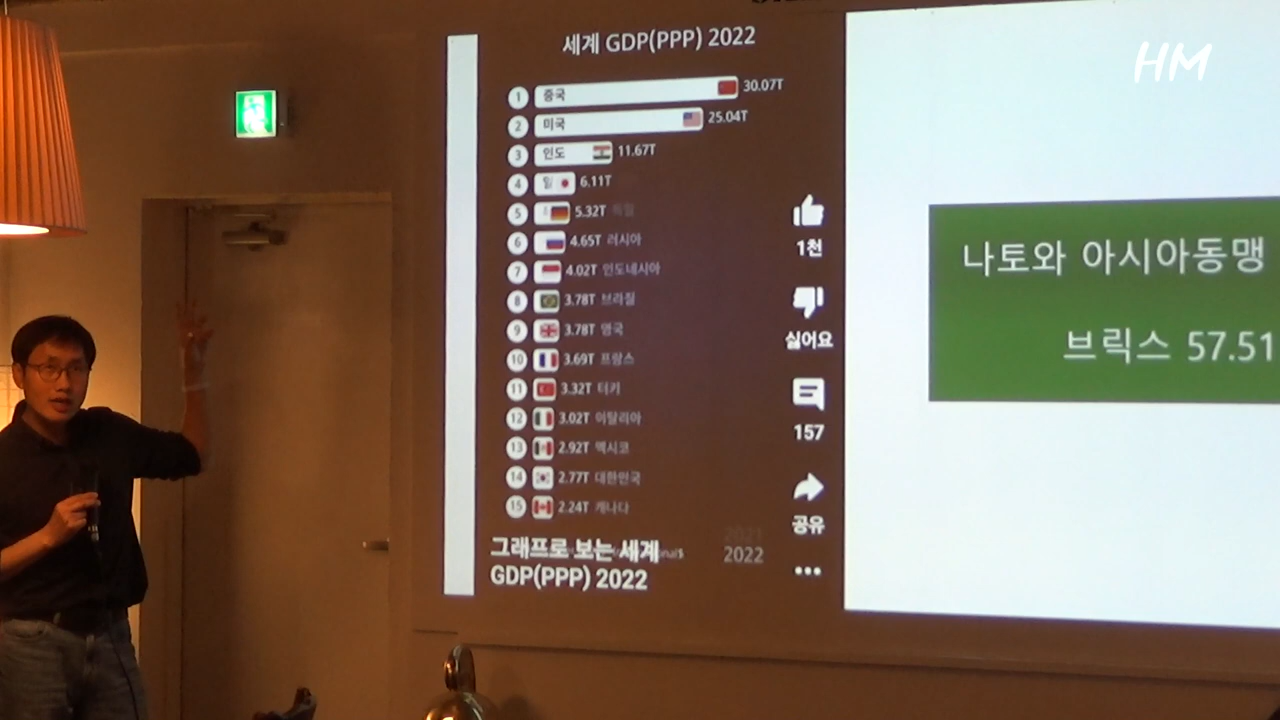 HM
세계 GDP(PPP) 2022
1 중국 30.07T
2 미국 25.04T
3 인도 11.67T
4 일 6.11T
5 5.32T 독일
6 4.65T 러시아
7 4.02T 인도네시아
8 3.78T 브라질
9 3.78T 영국
10 3.69T 프랑스
11 3.32T 터키
12 3.02T 이탈리아
13 2.92T 멕시코
14 2.77T 대한민국
15 2.24T 캐나다
2021
2022
그래프로 보는 세계
GDP(PPP) 2022
1천
싫어요
157
공유
나토와 아시아동맹
브릭스 57.51